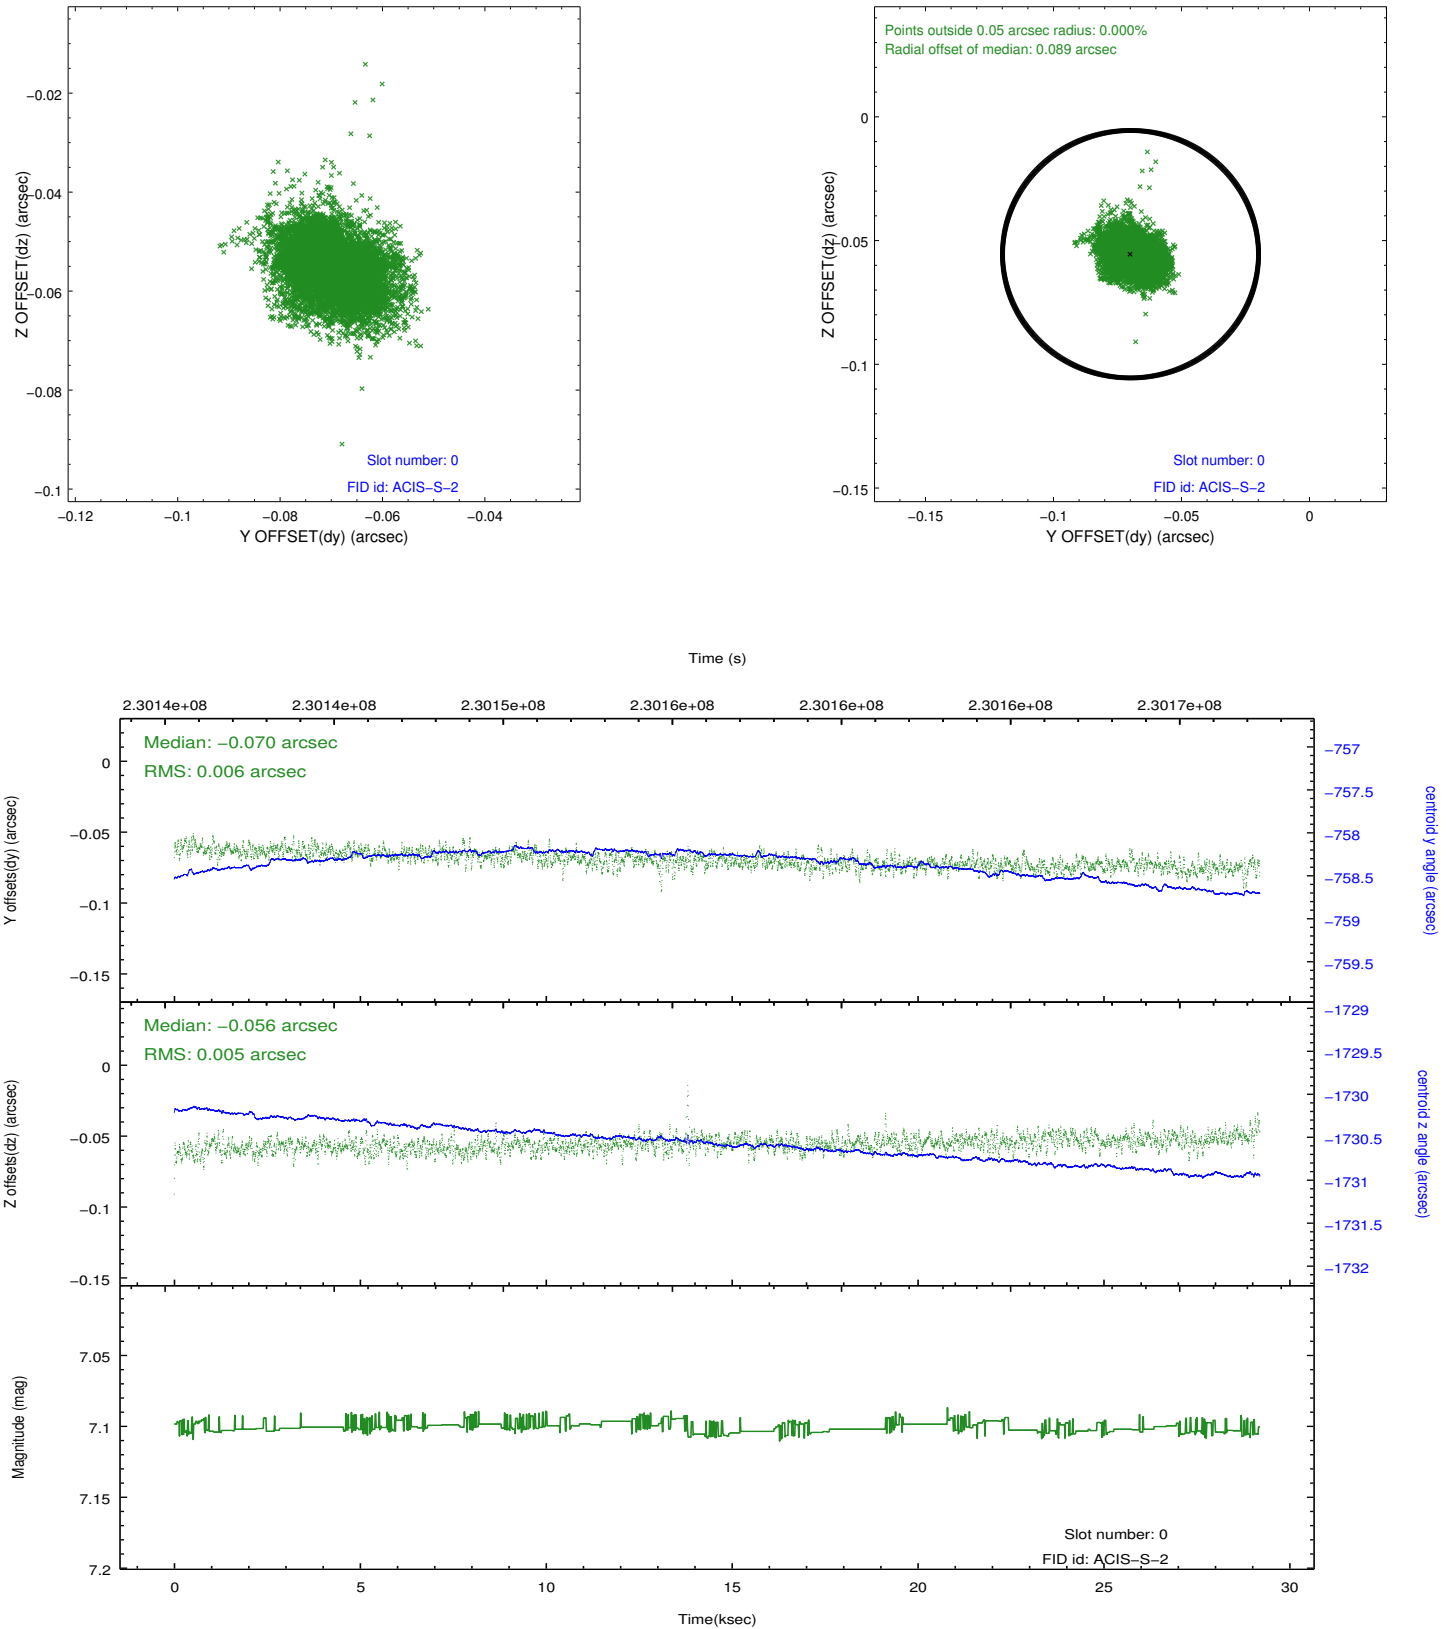 −0.02
−0.04
−0.06
−0.08
−0.1
Z OFFSET(dz) (arcsec)
Slot number: 0
FID id: ACIS−S−2
−0.12
−0.1
−0.08
−0.06
−0.04
Y OFFSET(dy) (arcsec)
Points outside 0.05 arcsec radius: 0.000%
Radial offset of median: 0.089 arcsec
0
−0.05
−0.1
−0.15
Z OFFSET(dz) (arcsec)
Slot number: 0
FID id: ACIS−S−2
−0.15
−0.1
−0.05
0
Y OFFSET(dy) (arcsec)
Time (s)
2.3014e+08
2.3014e+08
2.3015e+08
2.3016e+08
2.3016e+08
2.3016e+08
2.3017e+08
Median: −0.070 arcsec
RMS: 0.006 arcsec
0
−0.05
−0.1
−0.15
Y offsets(dy) (arcsec)
−757
−757.5
−758
−758.5
−759
−759.5
centroid y angle (arcsec)
Median: −0.056 arcsec
RMS: 0.005 arcsec
0
−0.05
−0.1
−0.15
Z offsets(dz) (arcsec)
−1729
−1729.5
−1730
−1730.5
−1731
−1731.5
−1732
centroid z angle (arcsec)
7.05
7.1
7.15
7.2
Magnitude (mag)
Slot number: 0
FID id: ACIS−S−2
0
5
10
15
20
25
30
Time(ksec)